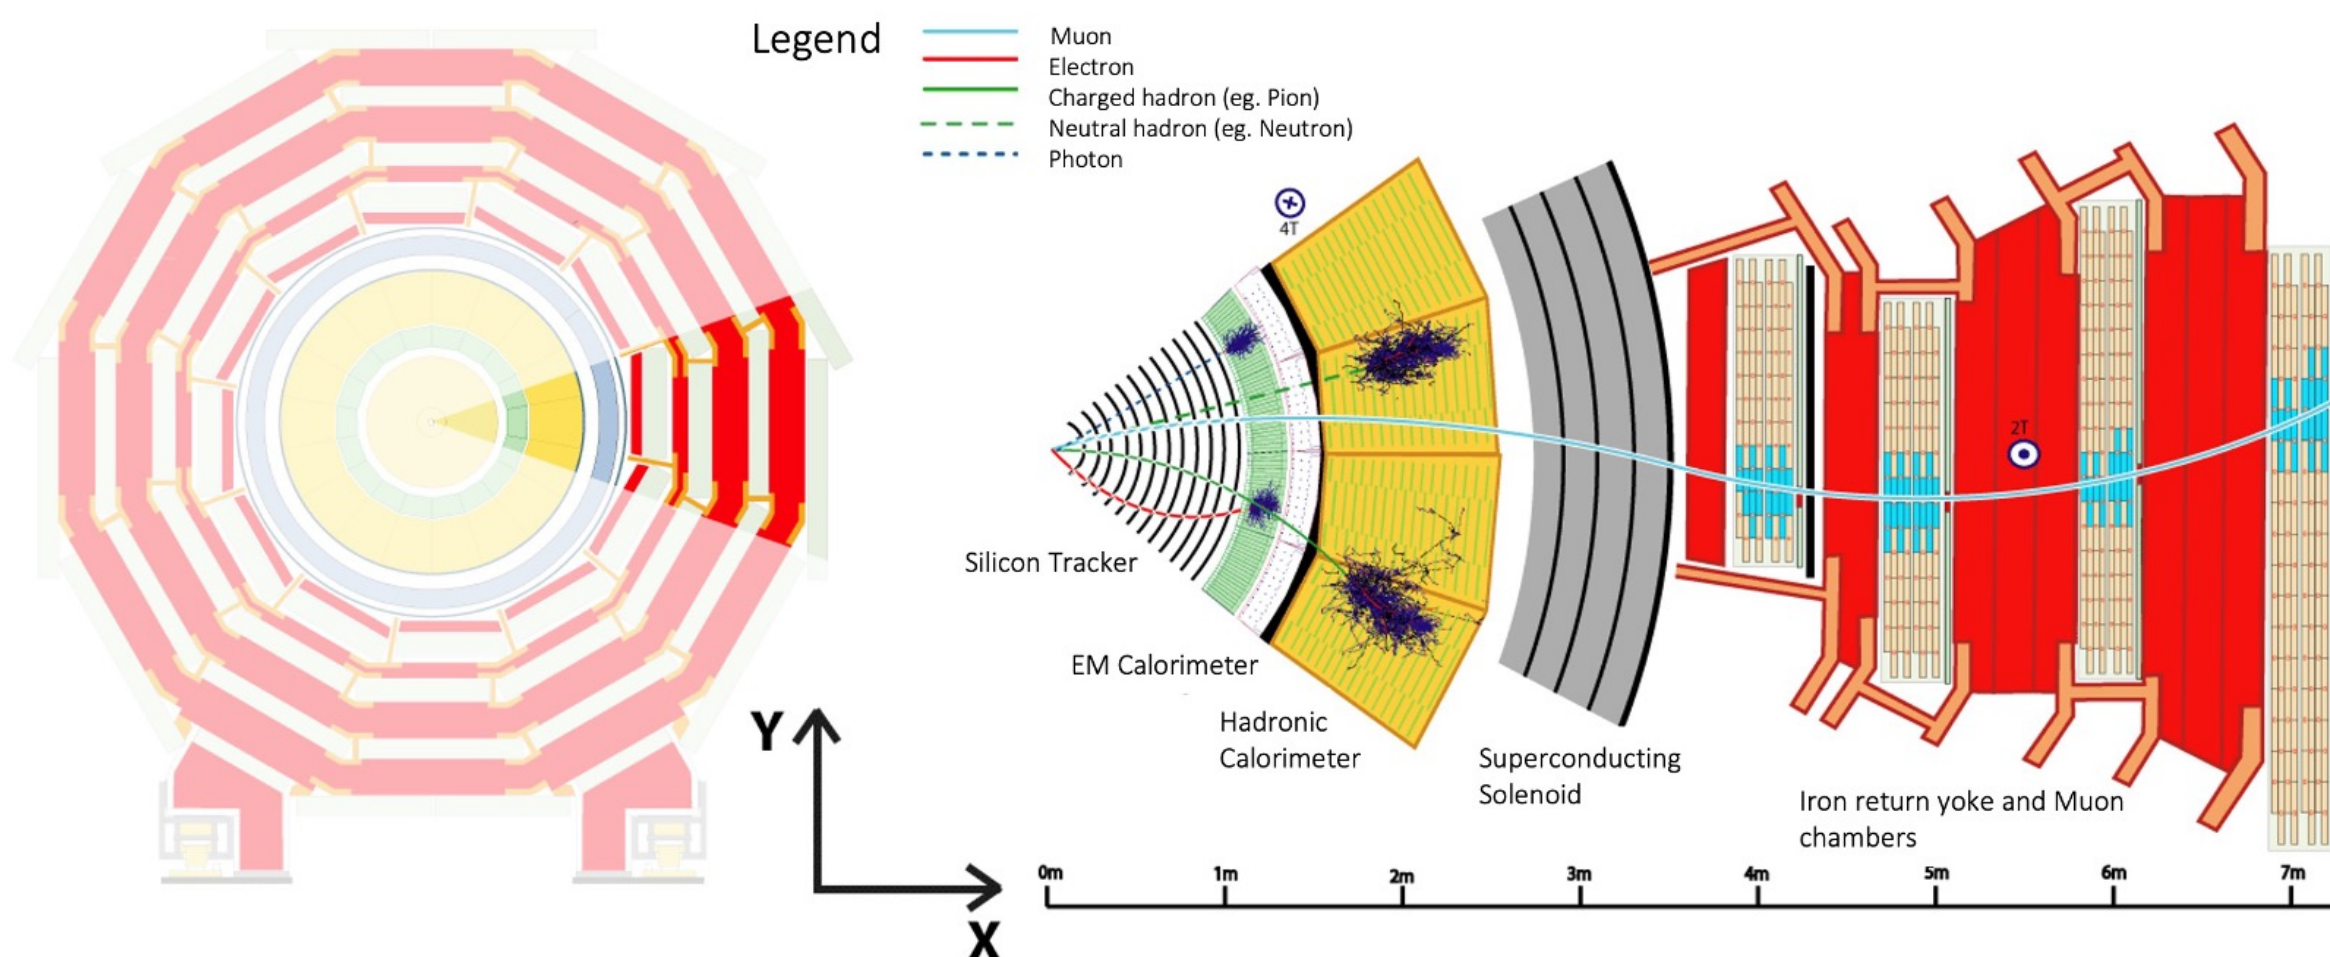 Legend
Muon
Electron
Charged hadron (eg. Pion)
Neutral hadron (eg. Neutron)
Photon
4T
2T
Silicon Tracker
EM Calorimeter
Hadronic
Calorimeter
Superconducting
Solenoid
Iron return yoke and Muon
chambers
Y
X
0m 1m 2m 3m 4m 5m 6m 7m